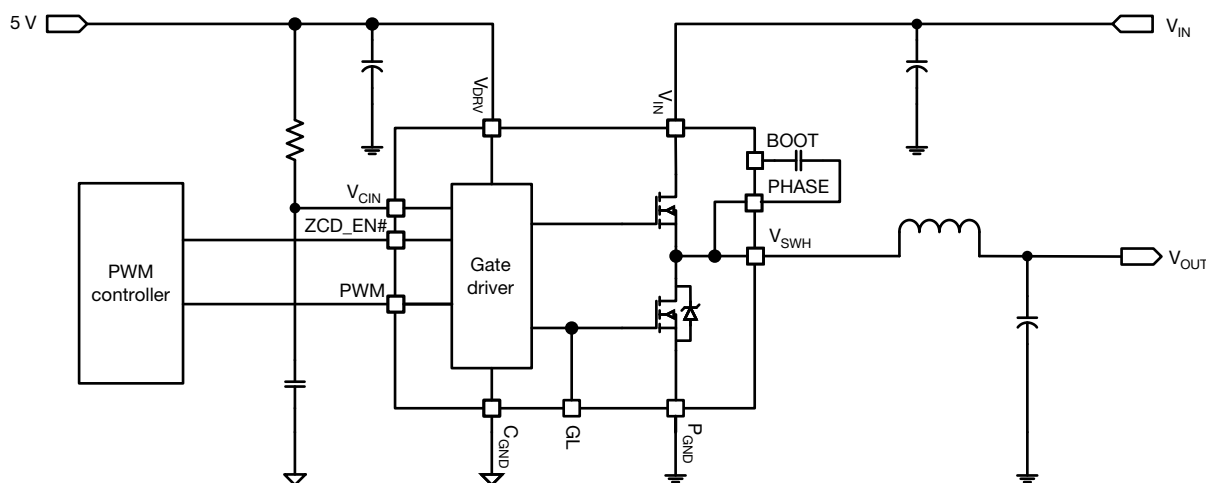 5 V
V_IN
V_DRV
V_IN
BOOT
PHASE
V_CIN
ZCD_EN#
V_SWH
PWM
controller
Gate
driver
V_OUT
PWM
C_GND
GL
P_GND